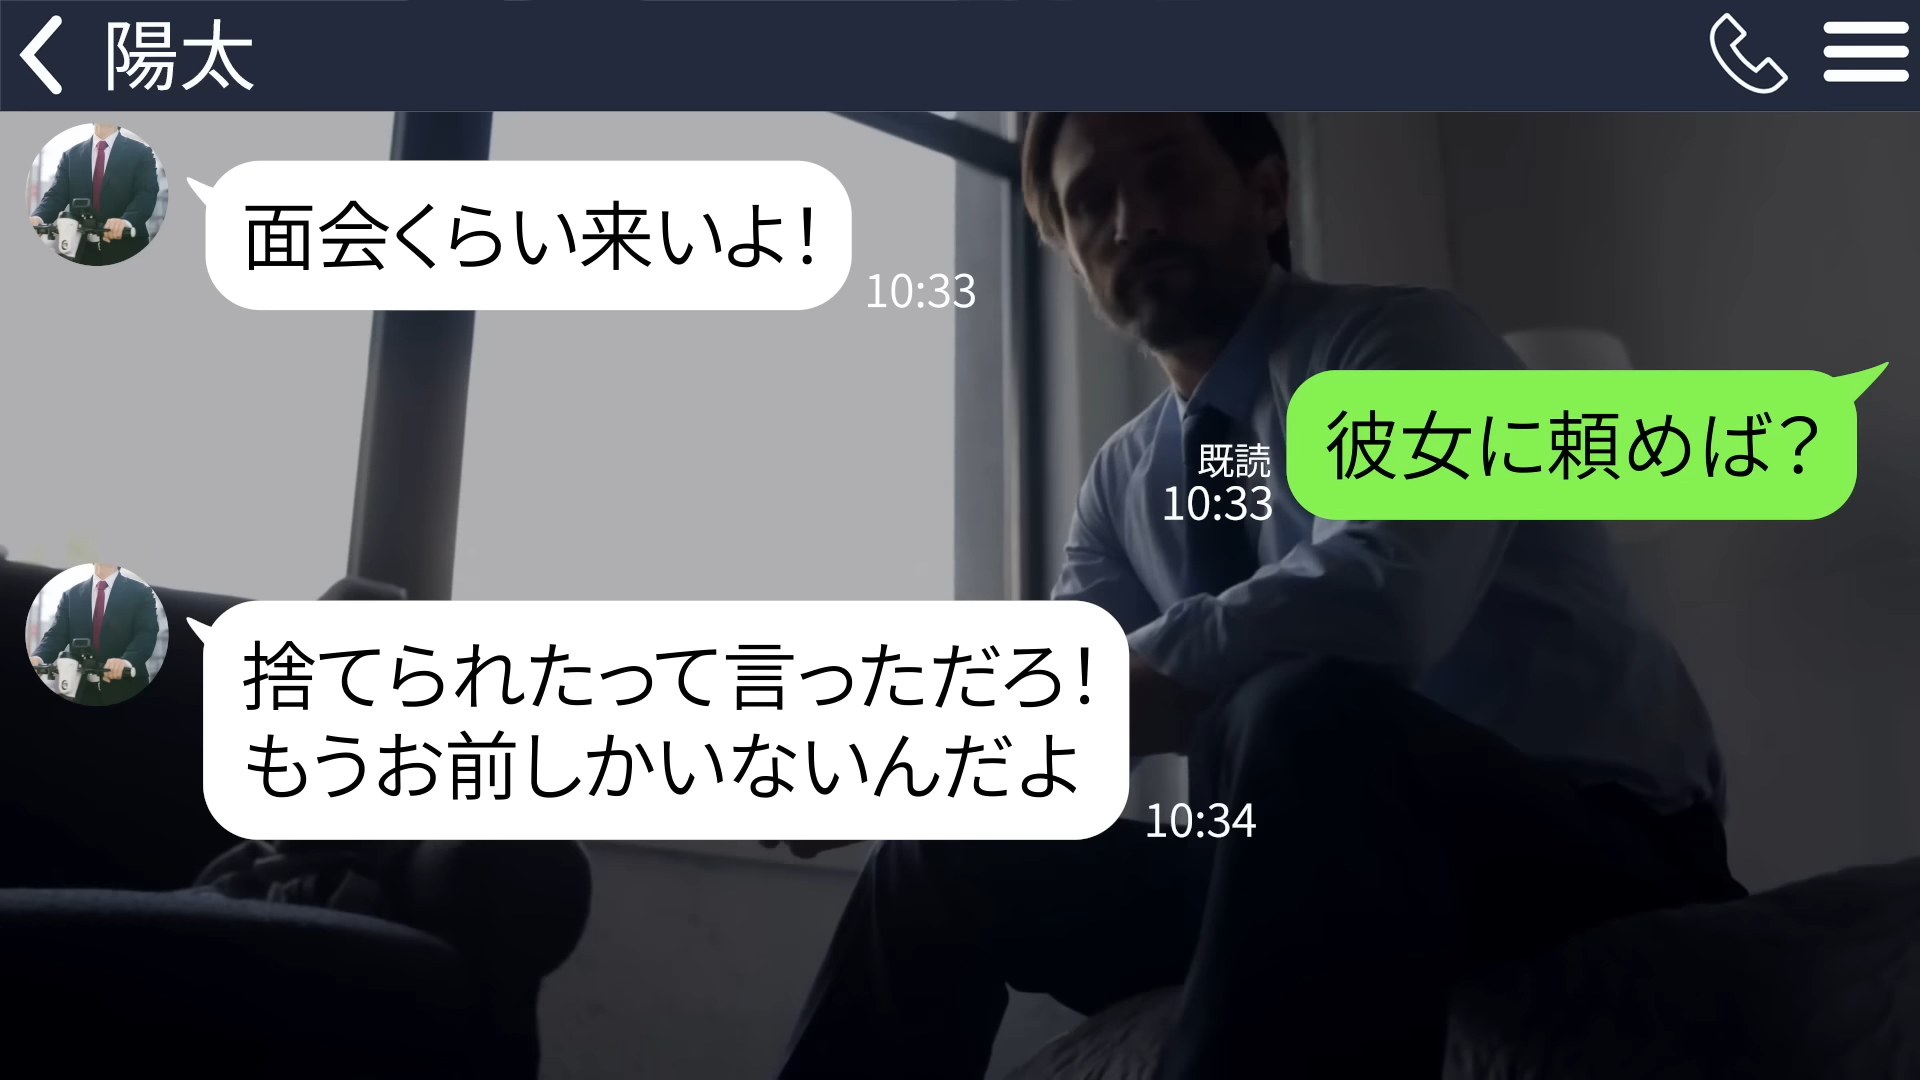 陽太
面会くらい来いよ！
10:33
彼女に頼めば？
既読
10:33
捨てられたって言っただろ！
もうお前しかいないんだよ
10:34